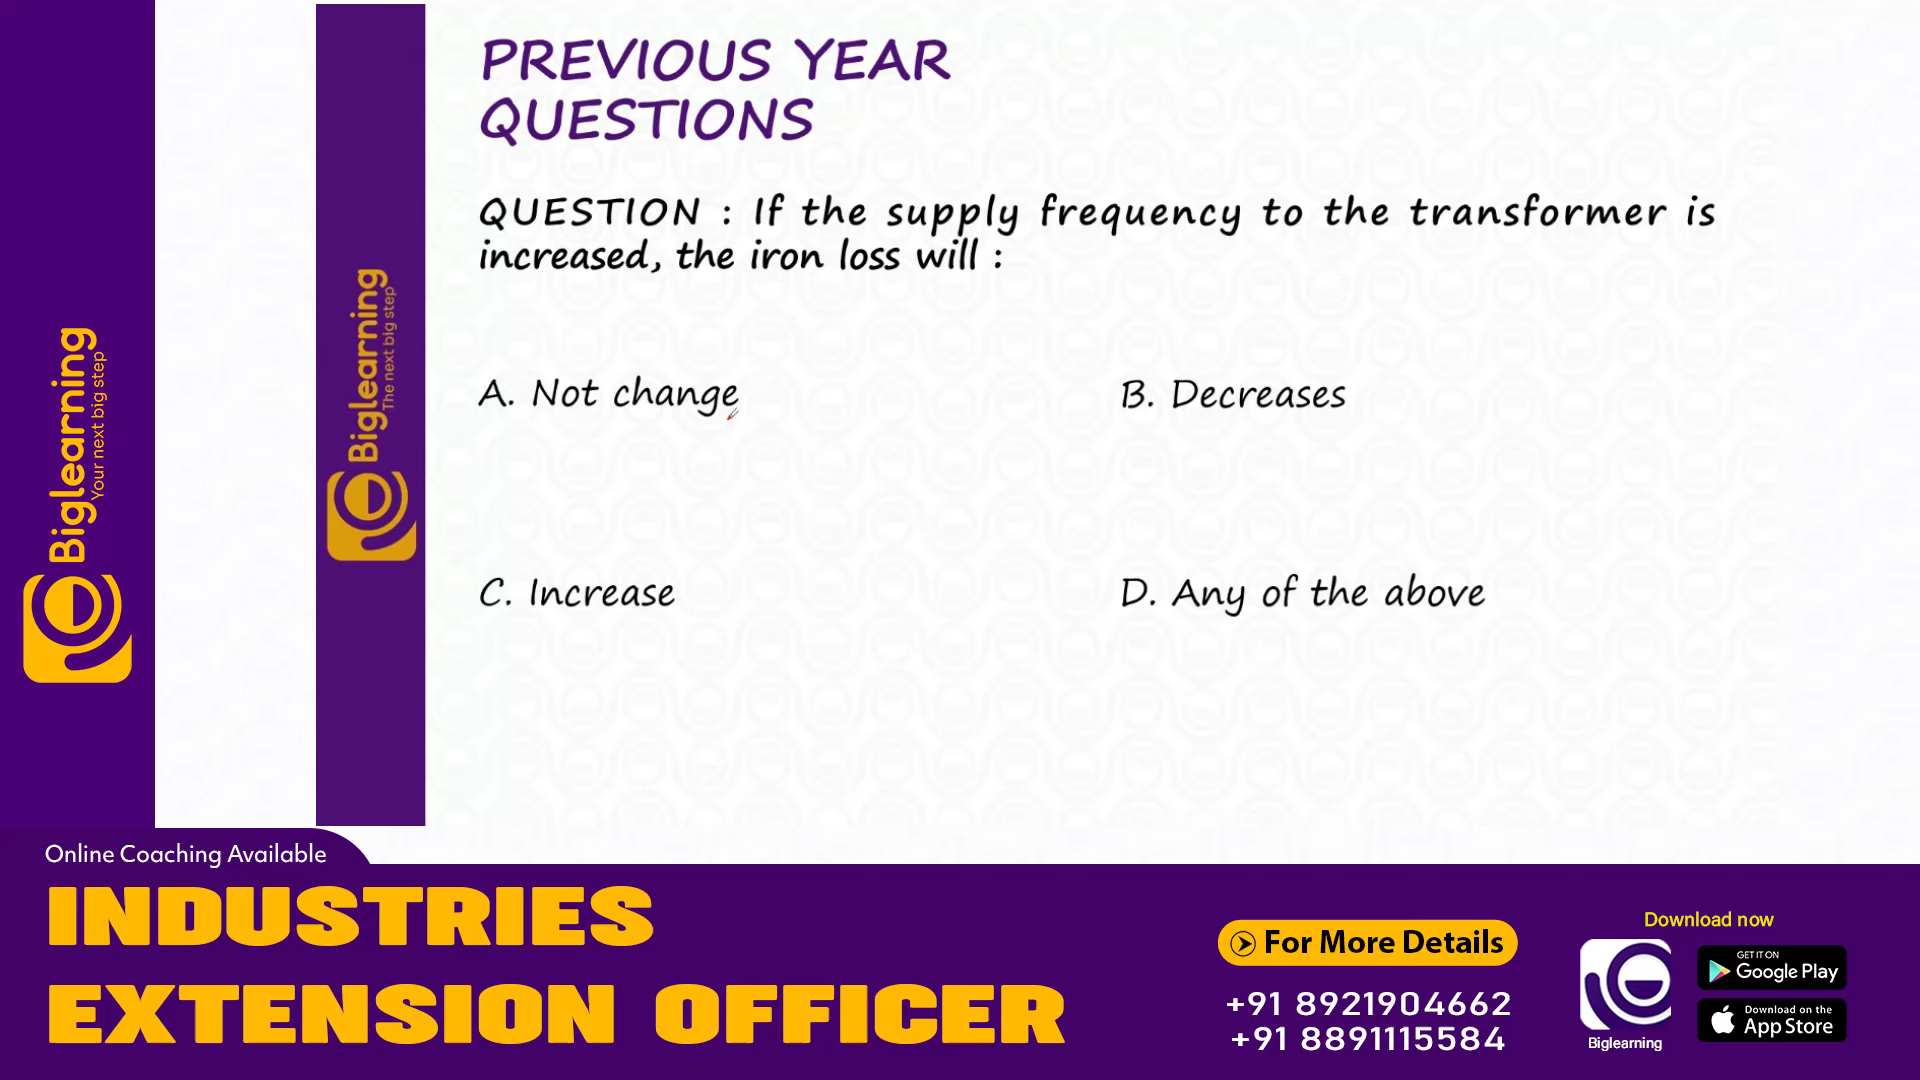 PREVIOUS YEAR
QUESTIONS
QUESTION : If the supply frequency to the transformer is
increased, the iron loss will :
A. Not change
B. Decreases
C. Increase
D. Any of the above
Biglearning
Your next big step
Biglearning
The next big step
Online Coaching Available
INDUSTRIES
EXTENSION OFFICER
For More Details
+91 8921904662
+91 8891115584
Download now
Biglearning
GET IT ON
Google Play
Download on the
App Store